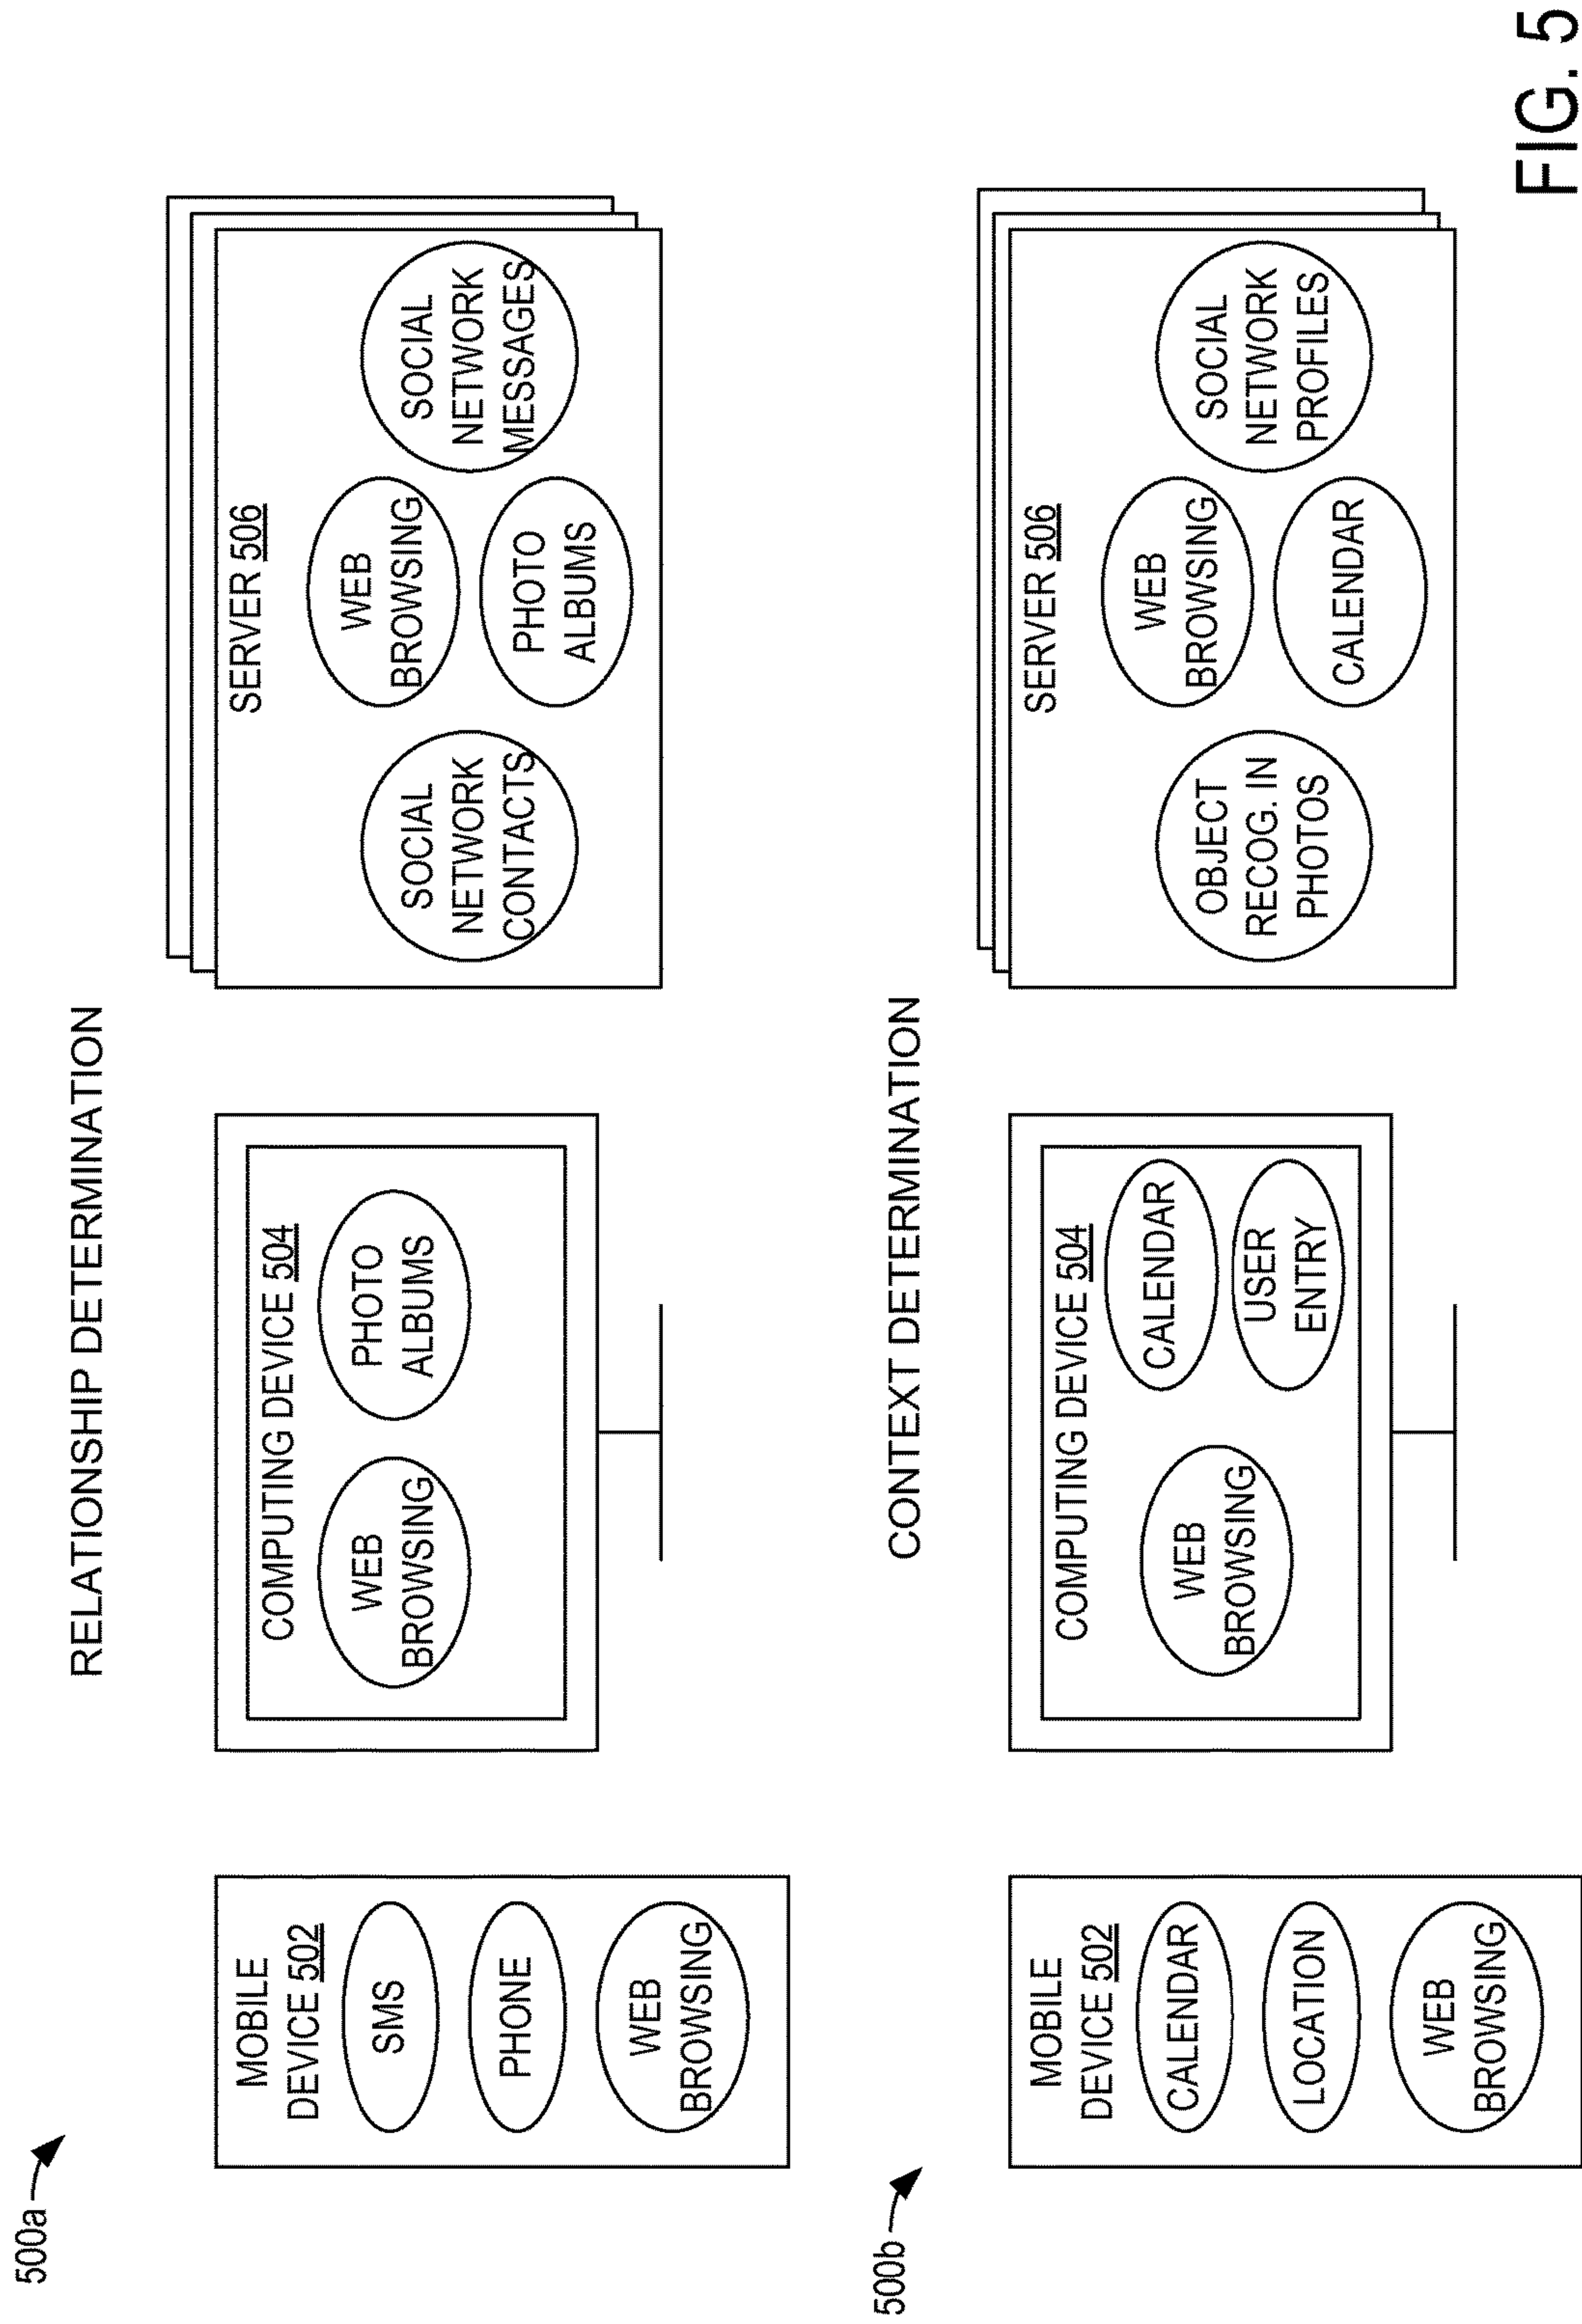 500a
RELATIONSHIP DETERMINATION
MOBILE
DEVICE 502
SMS
PHONE
WEB
BROWSING
COMPUTING DEVICE 504
WEB
BROWSING
PHOTO
ALBUMS
SERVER 506
SOCIAL
NETWORK
CONTACTS
WEB
BROWSING
PHOTO
ALBUMS
SOCIAL
NETWORK
MESSAGES
500b
CONTEXT DETERMINATION
MOBILE
DEVICE 502
CALENDAR
LOCATION
WEB
BROWSING
COMPUTING DEVICE 504
WEB
BROWSING
CALENDAR
USER
ENTRY
SERVER 506
OBJECT
RECOG. IN
PHOTOS
WEB
BROWSING
CALENDAR
SOCIAL
NETWORK
PROFILES
FIG. 5